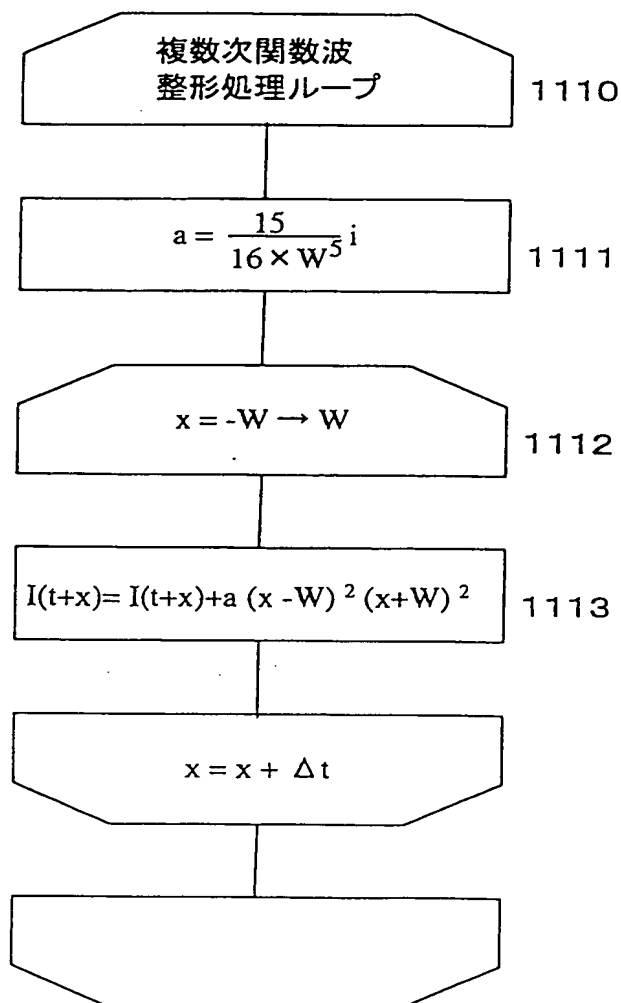 複数次関数波
整形処理ループ
1110
a = 15 / 16 × W^5 i
1111
x = -W → W
1112
I(t+x)= I(t+x)+a (x -W) ² (x+W) ²
1113
x = x + Δt